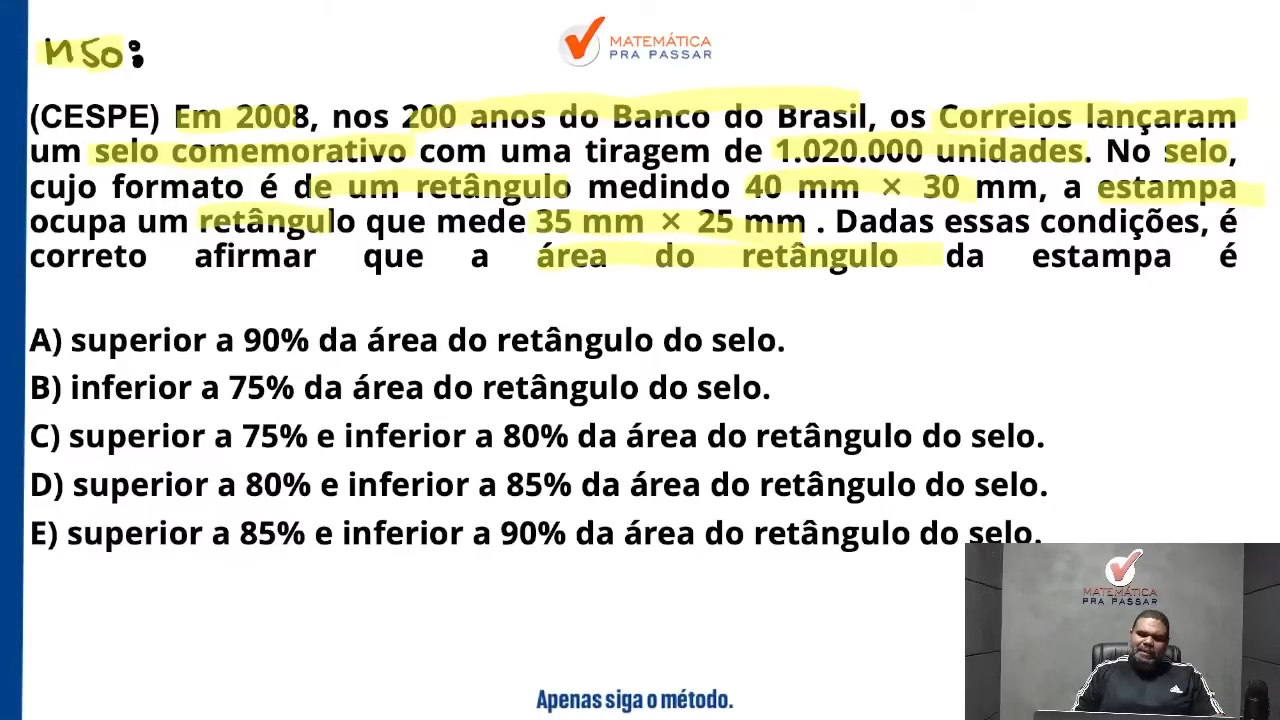 M50:
MATEMÁTICA
PRA PASSAR
(CESPE) Em 2008, nos 200 anos do Banco do Brasil, os Correios lançaram
um selo comemorativo com uma tiragem de 1.020.000 unidades. No selo,
cujo formato é de um retângulo medindo 40 mm × 30 mm, a estampa
ocupa um retângulo que mede 35 mm × 25 mm . Dadas essas condições, é
correto afirmar que a área do retângulo da estampa é
A) superior a 90% da área do retângulo do selo.
B) inferior a 75% da área do retângulo do selo.
C) superior a 75% e inferior a 80% da área do retângulo do selo.
D) superior a 80% e inferior a 85% da área do retângulo do selo.
E) superior a 85% e inferior a 90% da área do retângulo do selo.
MATEMÁTICA
PRA PASSAR
Apenas siga o método.